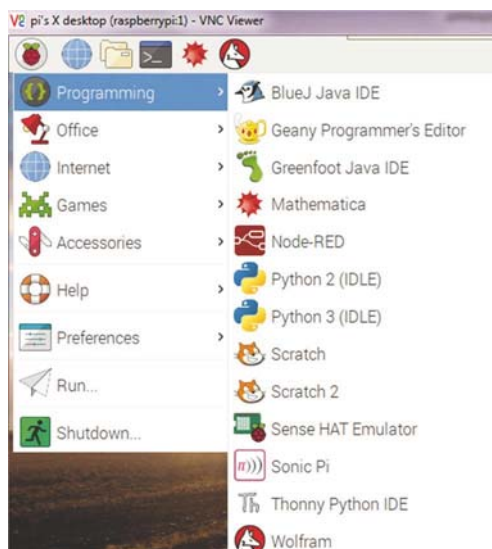 pi's X desktop (raspberrypi:1) - VNC Viewer
Programming
Office
Internet
Games
Accessories
Help
Preferences
Run...
Shutdown...
BlueJ Java IDE
Geany Programmer's Editor
Greenfoot Java IDE
Mathematica
Node-RED
Python 2 (IDLE)
Python 3 (IDLE)
Scratch
Scratch 2
Sense HAT Emulator
Sonic Pi
Thonny Python IDE
Wolfram